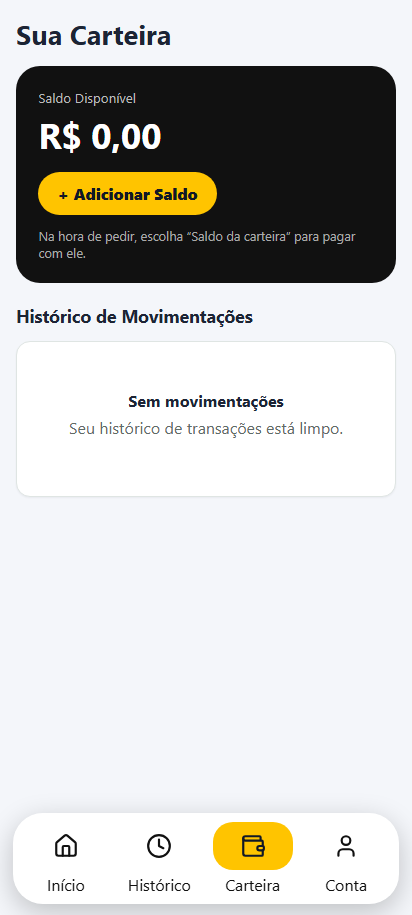 Sua Carteira
Saldo Disponível
R$ 0,00
+ Adicionar Saldo
Na hora de pedir, escolha “Saldo da carteira” para pagar
com ele.
Histórico de Movimentações
Sem movimentações
Seu histórico de transações está limpo.
Início
Histórico
Carteira
Conta